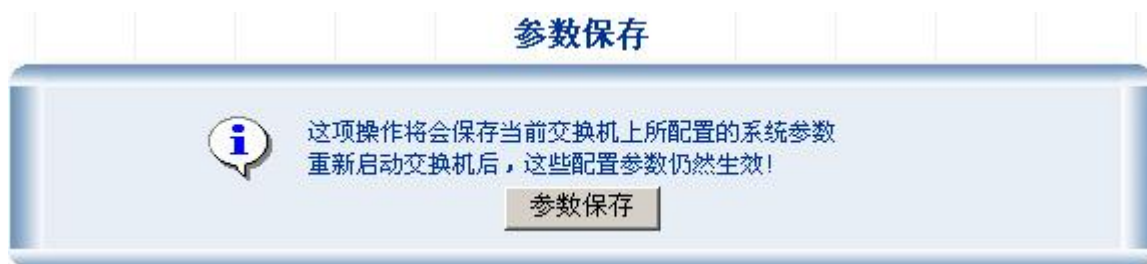 参数保存
这项操作将会保存当前交换机上所配置的系统参数
重新启动交换机后，这些配置参数仍然生效!
参数保存